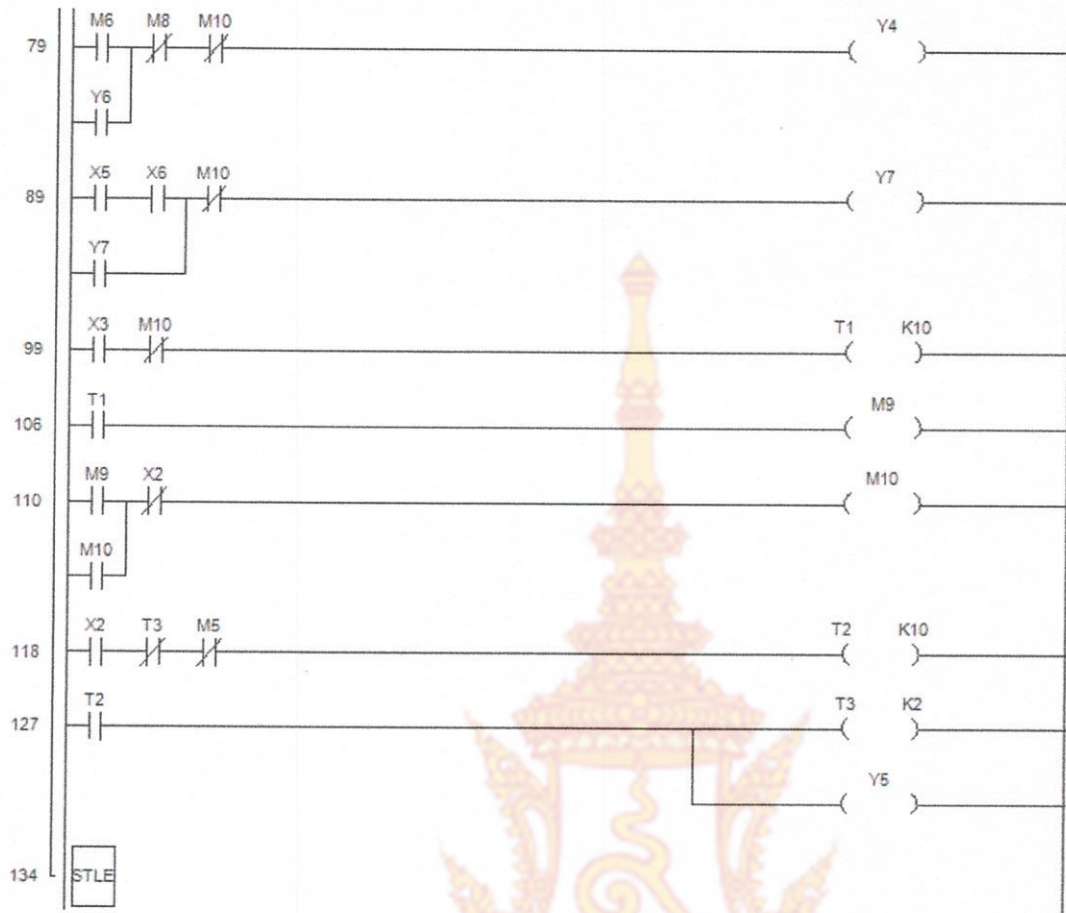 M6 M8 M10 Y4
79
Y6
X5 X6 M10 Y7
89
Y7
X3 M10 T1 K10
99
T1 M9
106
M9 X2 M10
110
M10
X2 T3 M5 T2 K10
118
T2 T3 K2
127
Y5
134 STLE